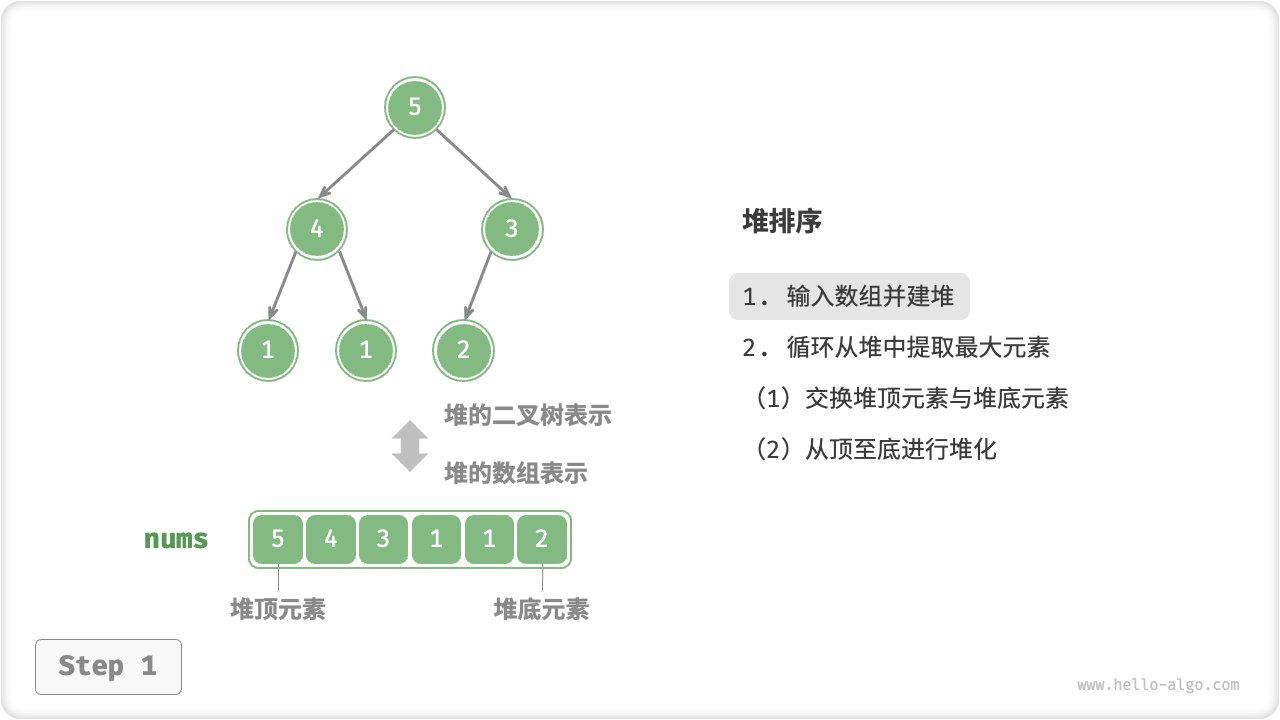 5
4 3
1 1 2
堆的二叉树表示
堆的数组表示
nums 5 4 3 1 1 2
堆顶元素 堆底元素
Step 1
堆排序
1. 输入数组并建堆
2. 循环从堆中提取最大元素
（1）交换堆顶元素与堆底元素
（2）从顶至底进行堆化
www.hello-algo.com